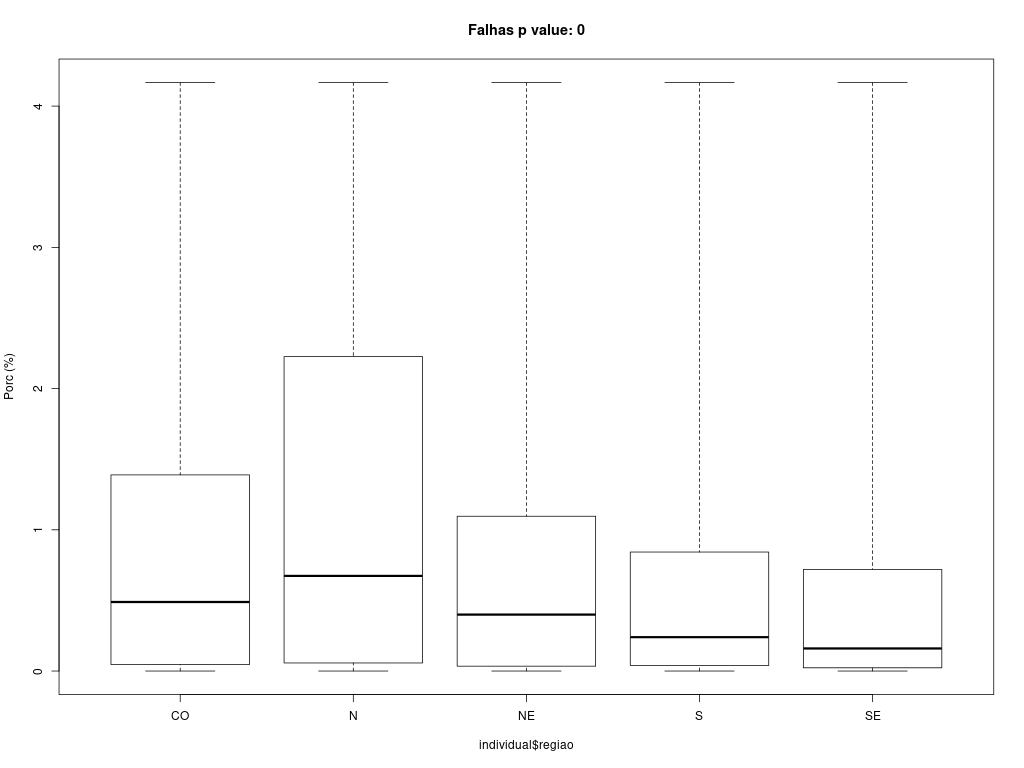 Falhas p value: 0
Porc (%)
4
3
2
1
0
CO N NE S SE
individual$regiao